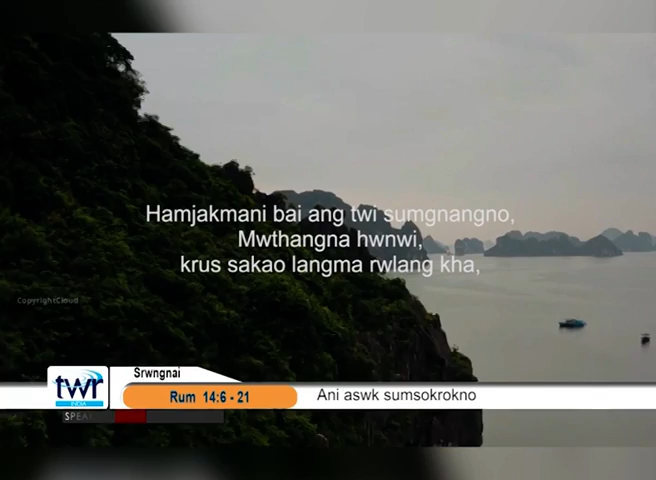 Hamjakmani bai ang twi sumgnangno,
Mwthangna hwnwi,
krus sakao langma rwlang kha,
CopyrightCloud
Srwngnai
twr
INDIA
Rum 14:6 - 21
Ani aswk sumsokrokno